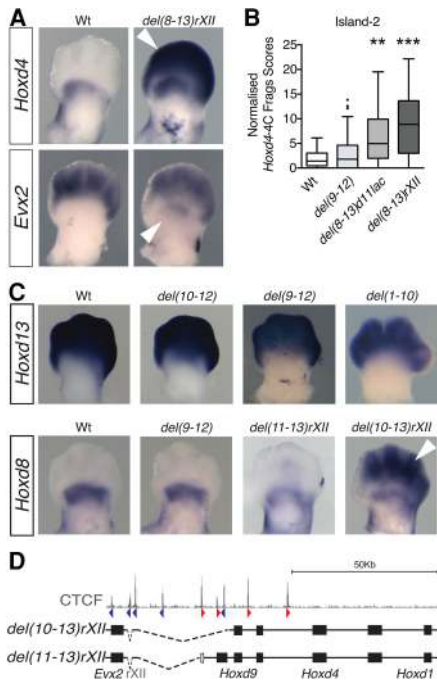 A
Wt del(8-13)rXII
Hoxd4
Evx2
B
Island-2
Normalised
Hoxd4-4C Frags Scores
25
20
15
10
5
0
** ***
Wt
del(9-12)
del(8-13)d11lac
del(8-13)rXII
C
Wt del(10-12) del(9-12) del(1-10)
Hoxd13
Wt del(9-12) del(11-13)rXII del(10-13)rXII
Hoxd8
D
50Kb
CTCF
del(10-13)rXII
del(11-13)rXII
Evx2 rXII Hoxd9 Hoxd4 Hoxd1